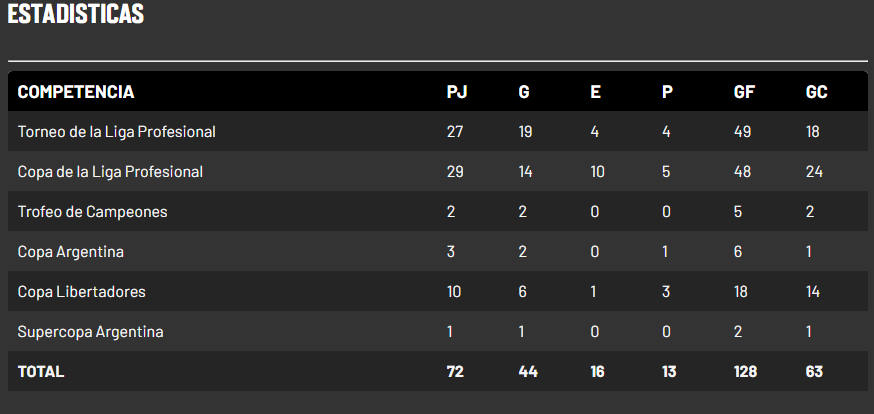 ESTADISTICAS
COMPETENCIA PJ G E P GF GC
Torneo de la Liga Profesional 27 19 4 4 49 18
Copa de la Liga Profesional 29 14 10 5 48 24
Trofeo de Campeones 2 2 0 0 5 2
Copa Argentina 3 2 0 1 6 1
Copa Libertadores 10 6 1 3 18 14
Supercopa Argentina 1 1 0 0 2 1
TOTAL 72 44 16 13 128 63